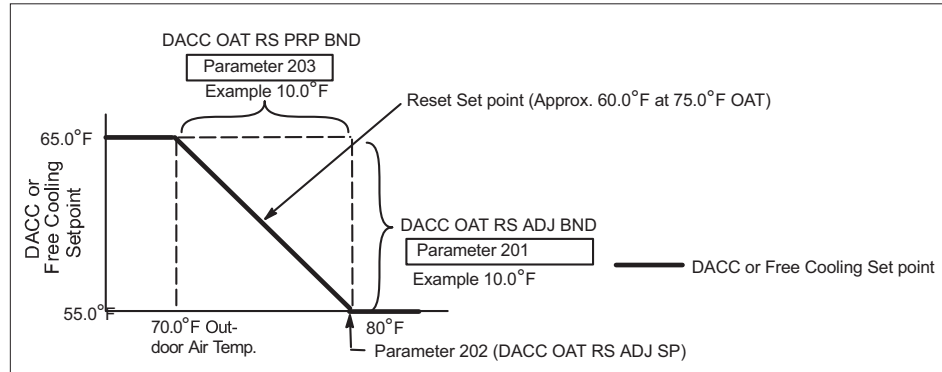 DACC OAT RS PRP BND
Parameter 203
Example 10.0°F
Reset Set point (Approx. 60.0°F at 75.0°F OAT)
65.0°F
DACC or
Free Cooling
Setpoint
DACC OAT RS ADJ BND
Parameter 201
Example 10.0°F
DACC or Free Cooling Set point
55.0°F
70.0°F Out-
door Air Temp.
80°F
Parameter 202 (DACC OAT RS ADJ SP)